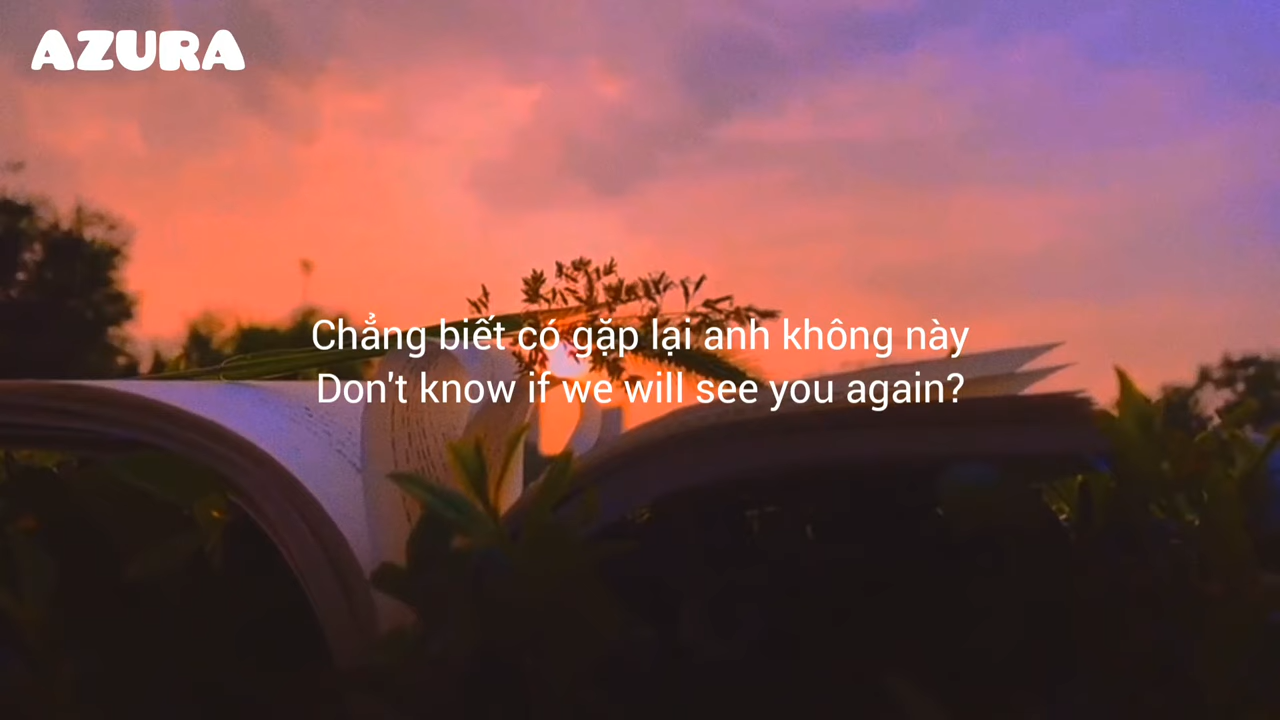 AZURA
Chẳng biết có gặp lại anh không này
Don't know if we will see you again?